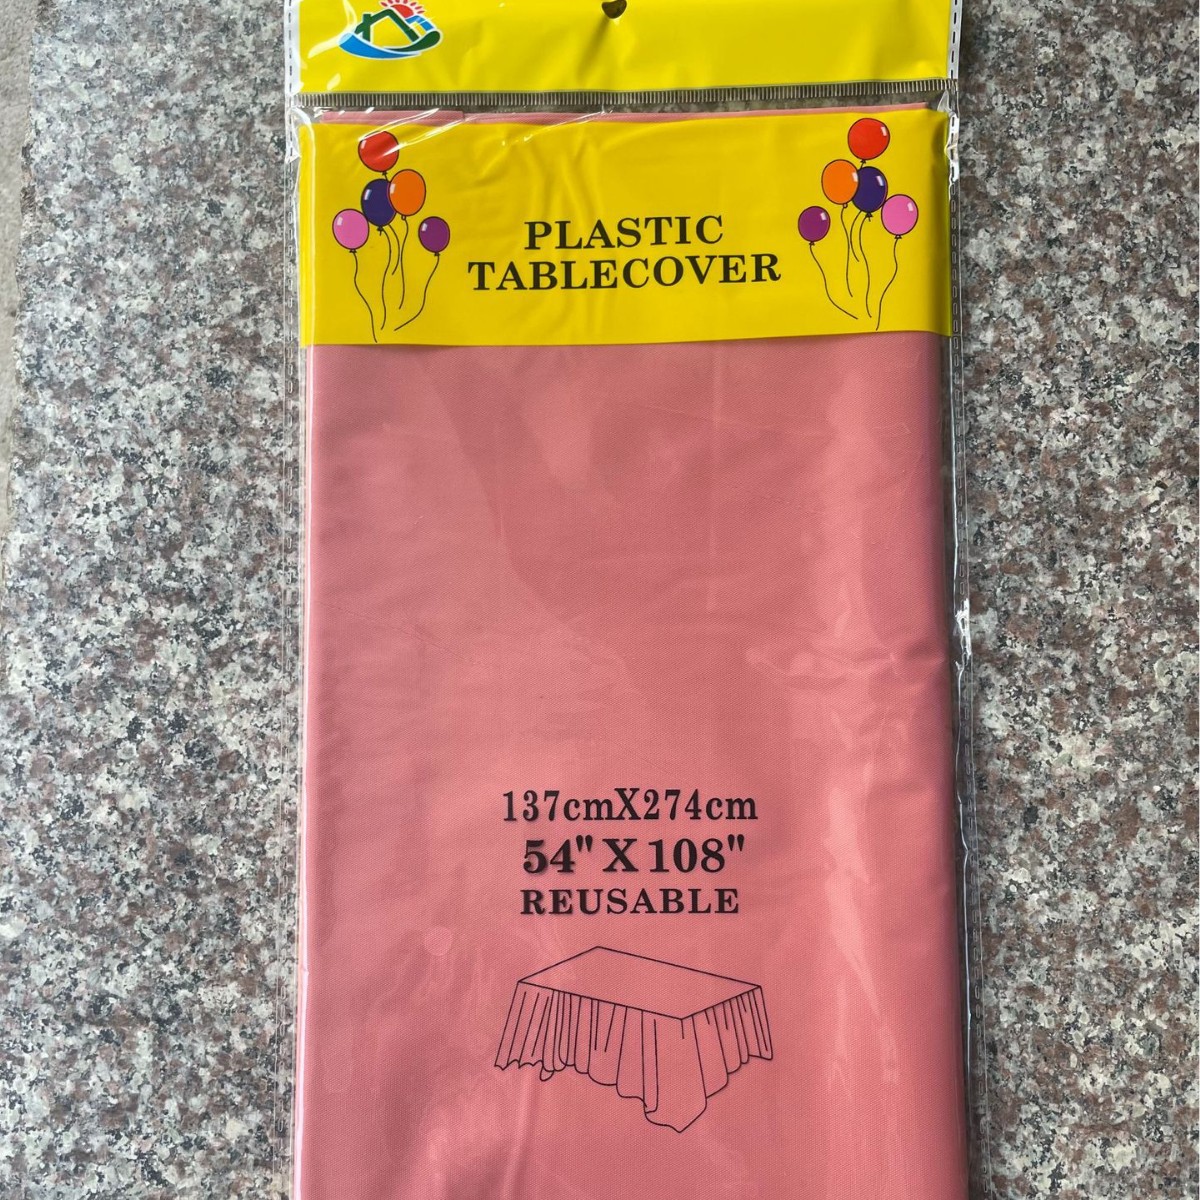 PLASTIC
TABLECOVER
137cmX274cm
54" X 108"
REUSABLE